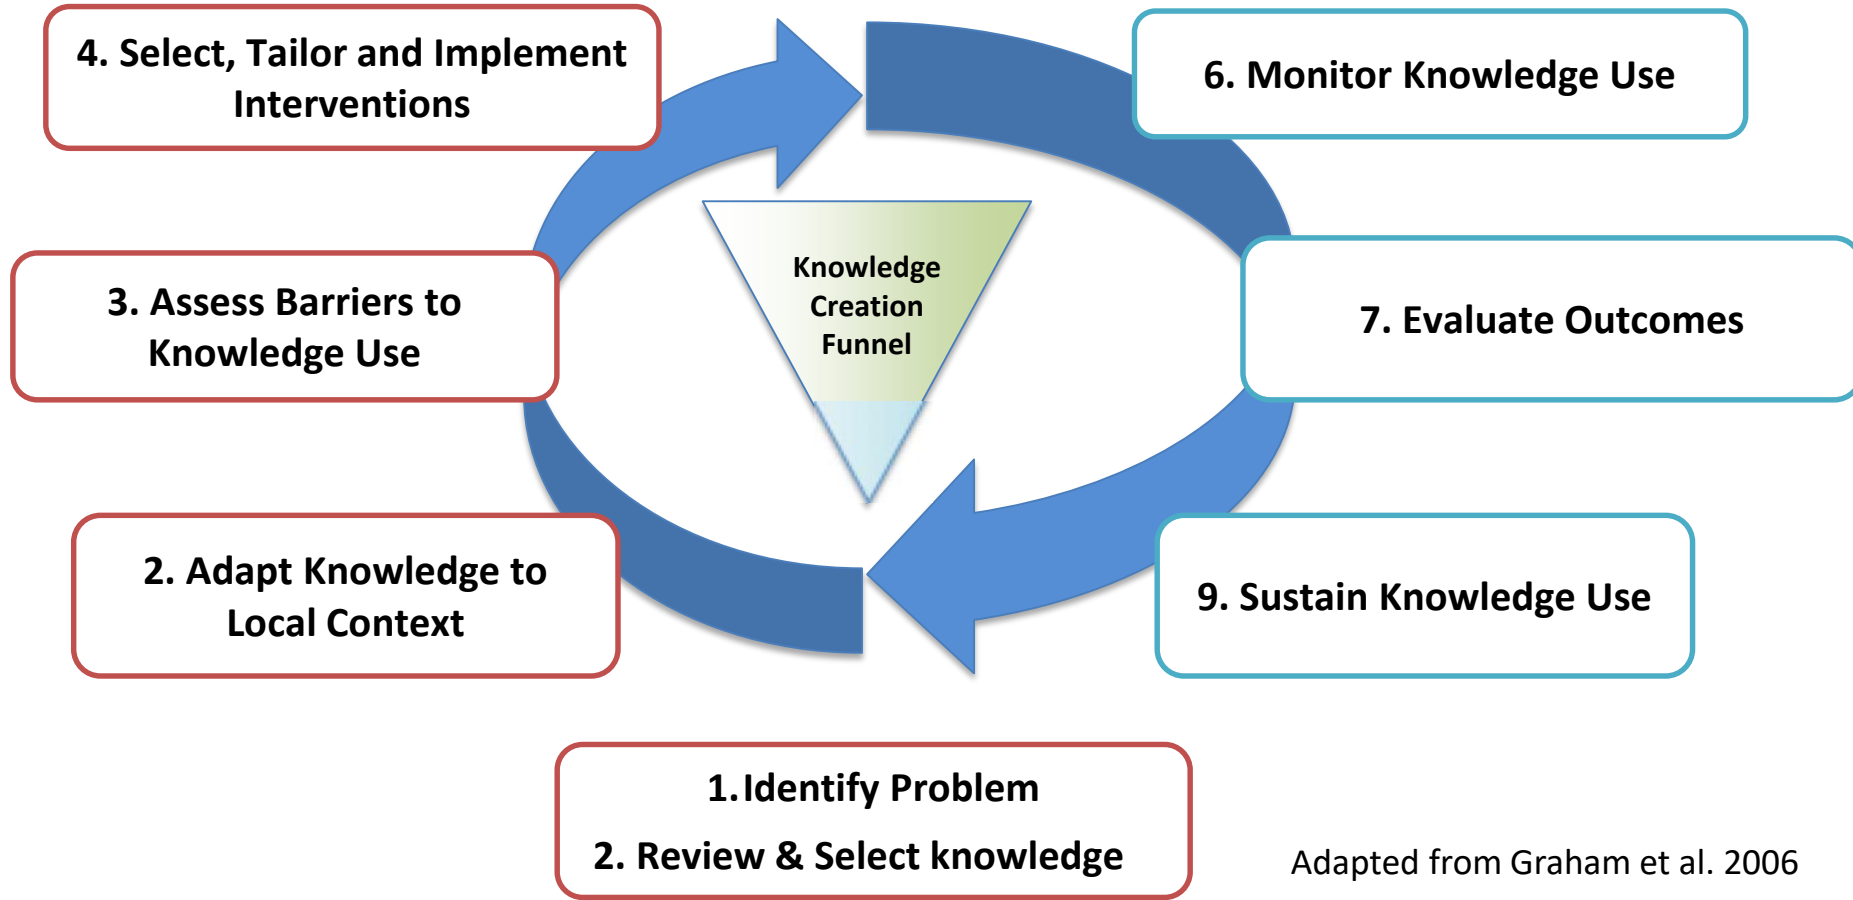 4. Select, Tailor and Implement
Interventions
6. Monitor Knowledge Use
3. Assess Barriers to
Knowledge Use
Knowledge
Creation
Funnel
7. Evaluate Outcomes
2. Adapt Knowledge to
Local Context
9. Sustain Knowledge Use
1.Identify Problem
2. Review & Select knowledge
Adapted from Graham et al. 2006